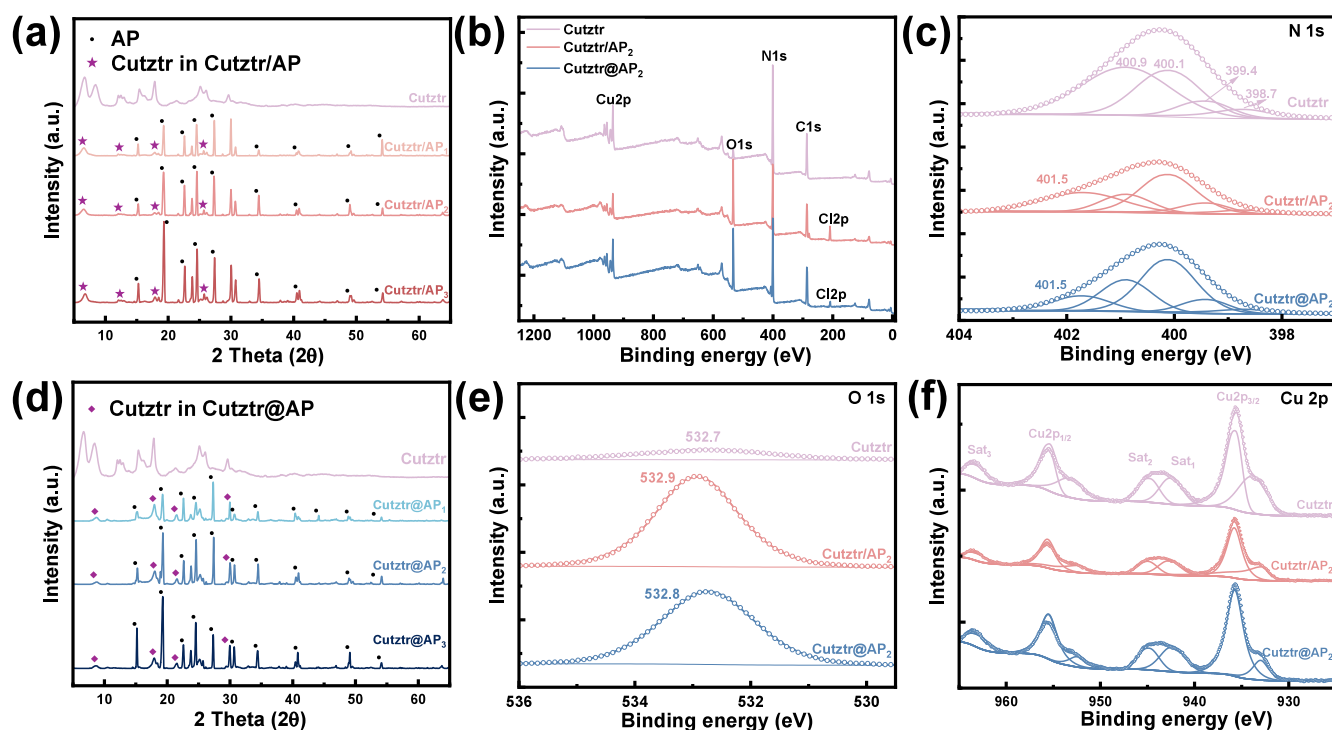 (a)
• AP
★ Cutztr in Cutztr/AP
Cutztr
Cutztr/AP₁
Cutztr/AP₂
Cutztr/AP₃
Intensity (a.u.)
10 20 30 40 50 60
2 Theta (2θ)
(b)
Cutztr
Cutztr/AP₂
Cutztr@AP₂
N1s
Cu2p
C1s
O1s
Cl2p
Cl2p
Intensity (a.u.)
1200 1000 800 600 400 200 0
Binding energy (eV)
(c)
N 1s
400.9 400.1
399.4
398.7
Cutztr
401.5
Cutztr/AP₂
401.5
Cutztr@AP₂
Intensity (a.u.)
404 402 400 398
Binding energy (eV)
(d)
◆ Cutztr in Cutztr@AP
Cutztr
Cutztr@AP₁
Cutztr@AP₂
Cutztr@AP₃
Intensity (a.u.)
10 20 30 40 50 60
2 Theta (2θ)
(e)
O 1s
532.7
Cutztr
532.9
Cutztr/AP₂
532.8
Cutztr@AP₂
Intensity (a.u.)
536 534 532 530
Binding energy (eV)
(f)
Cu 2p
Cu2p₃/₂
Cu2p₁/₂
Sat₃
Sat₂
Sat₁
Cutztr
Cutztr/AP₂
Cutztr@AP₂
Intensity (a.u.)
960 950 940 930
Binding energy (eV)